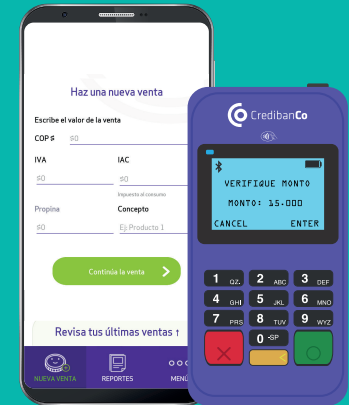 Haz una nueva venta
Escribe el valor de la venta
COP $ $0
IVA IAC
$0 $0
Impuesto al consumo
Propina Concepto
$0 Ej: Producto 1
Continúa la venta
Revisa tus últimas ventas ↑
NUEVA VENTA REPORTES MENÚ
CredibanCo
VERIFIQUE MONTO
MONTO: 15.000
CANCEL ENTER
1 QZ. 2 ABC 3 DEF
4 GHI 5 JKL 6 MNO
7 PRS 8 TUV 9 WYZ
0 -SP